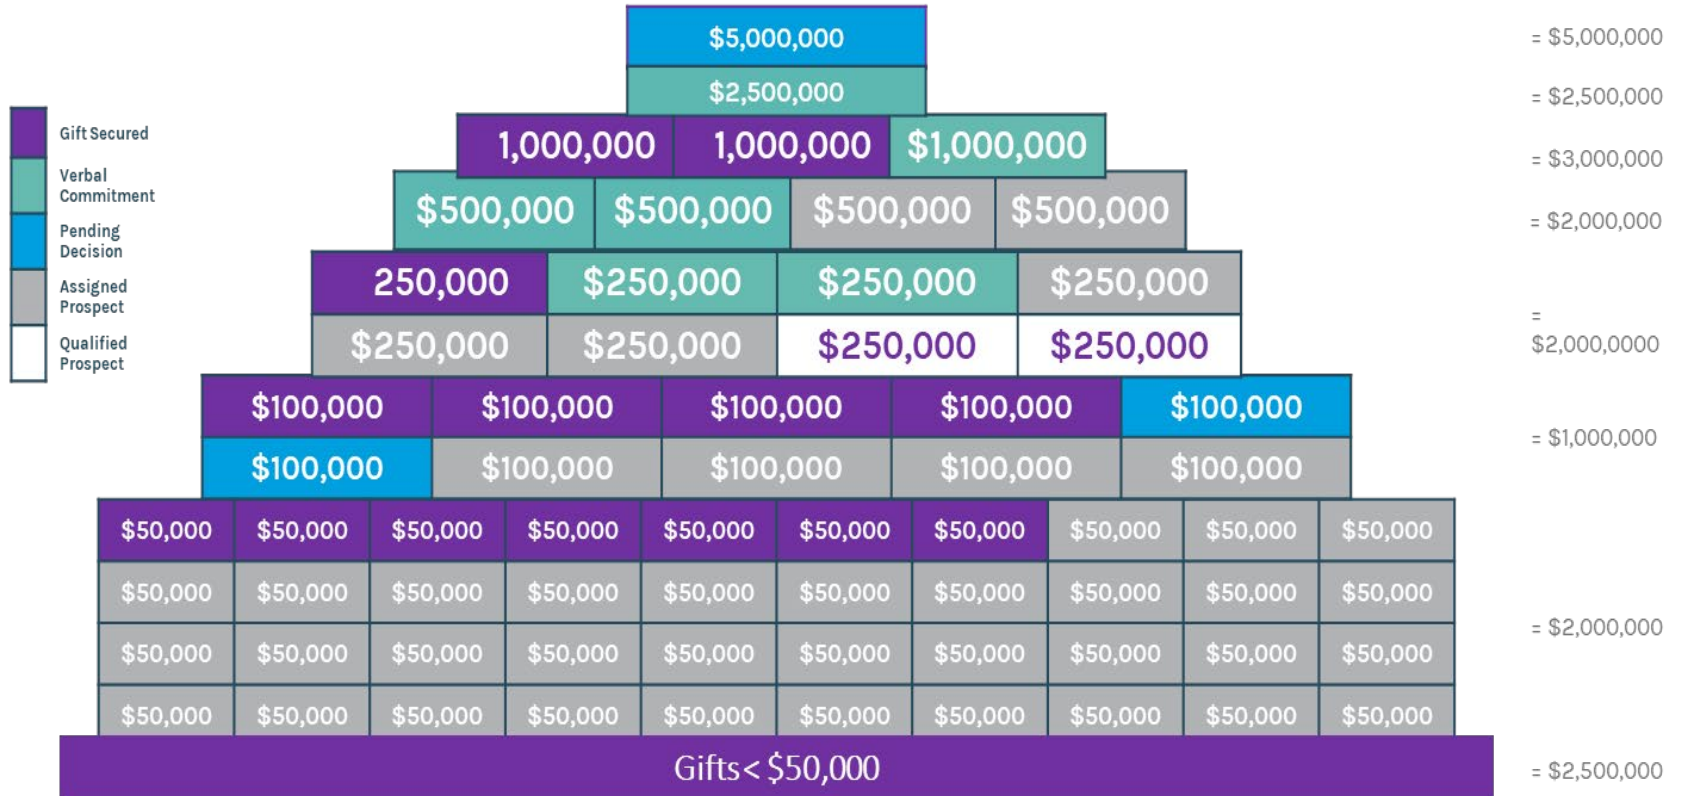 $5,000,000
= $5,000,000
$2,500,000
= $2,500,000
Gift Secured
Verbal
Commitment
Pending
Decision
Assigned
Prospect
Qualified
Prospect
1,000,000 1,000,000 $1,000,000
= $3,000,000
$500,000 $500,000 $500,000 $500,000
= $2,000,000
250,000 $250,000 $250,000 $250,000
$250,000 $250,000 $250,000 $250,000
=
$2,000,0000
$100,000 $100,000 $100,000 $100,000 $100,000
$100,000 $100,000 $100,000 $100,000 $100,000
= $1,000,000
$50,000 $50,000 $50,000 $50,000 $50,000 $50,000 $50,000 $50,000 $50,000 $50,000
$50,000 $50,000 $50,000 $50,000 $50,000 $50,000 $50,000 $50,000 $50,000 $50,000
$50,000 $50,000 $50,000 $50,000 $50,000 $50,000 $50,000 $50,000 $50,000 $50,000
$50,000 $50,000 $50,000 $50,000 $50,000 $50,000 $50,000 $50,000 $50,000 $50,000
= $2,000,000
Gifts< $50,000
= $2,500,000